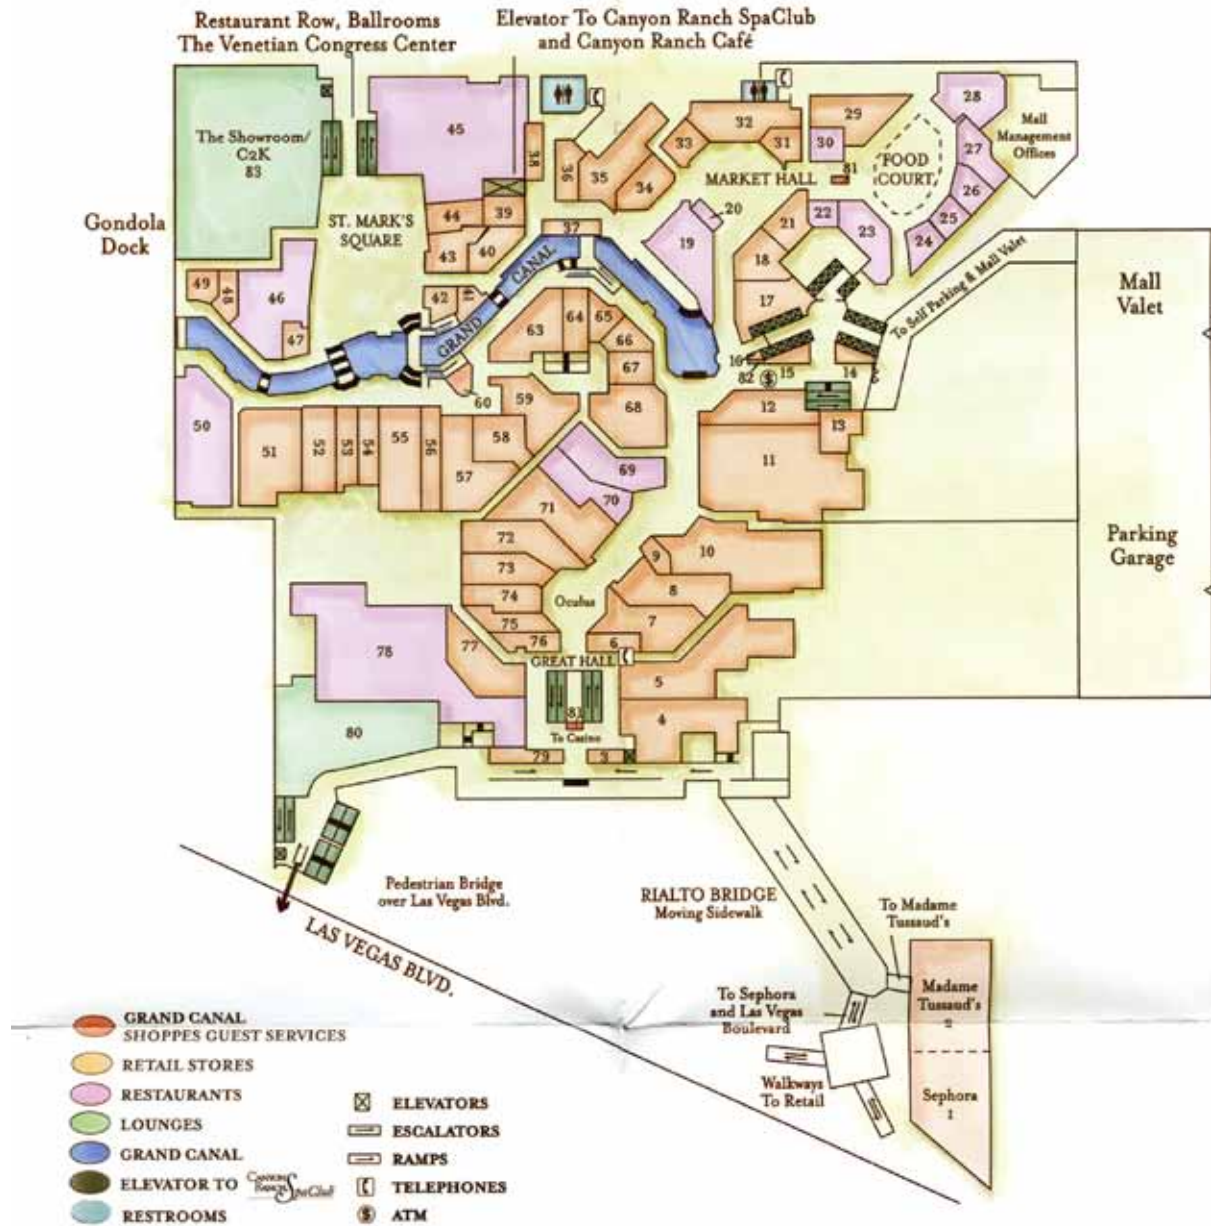 Restaurant Row, Ballrooms
The Venetian Congress Center
Elevator To Canyon Ranch SpaClub
and Canyon Ranch Café
The Showroom/
C2K
83
45
38
36
35
34
33
32
31
29
30
81
28
27
26
25
24
Mall
Management
Offices
FOOD
COURT
MARKET HALL
Gondola
Dock
ST. MARK'S
SQUARE
44
39
43
40
37
20
19
21
22
23
18
17
49
48
46
47
42
41
GRAND
CANAL
63
64
65
66
67
68
16
82
15
14
To Self Parking & Mall Valet
Mall
Valet
50
60
59
58
57
56
55
54
53
52
51
12
13
11
69
70
71
72
73
74
75
76
Oculus
9
10
8
7
6
Parking
Garage
77
78
GREAT HALL
5
4
81
To Casino
79
3
80
Pedestrian Bridge
over Las Vegas Blvd.
LAS VEGAS BLVD.
RIALTO BRIDGE
Moving Sidewalk
To Madame
Tussaud's
Madame
Tussaud's
2
Sephora
1
To Sephora
and Las Vegas
Boulevard
Walkways
To Retail
GRAND CANAL
SHOPPES GUEST SERVICES
RETAIL STORES
RESTAURANTS
LOUNGES
GRAND CANAL
ELEVATOR TO CANYON RANCH SpaClub
RESTROOMS
ELEVATORS
ESCALATORS
RAMPS
TELEPHONES
$ ATM